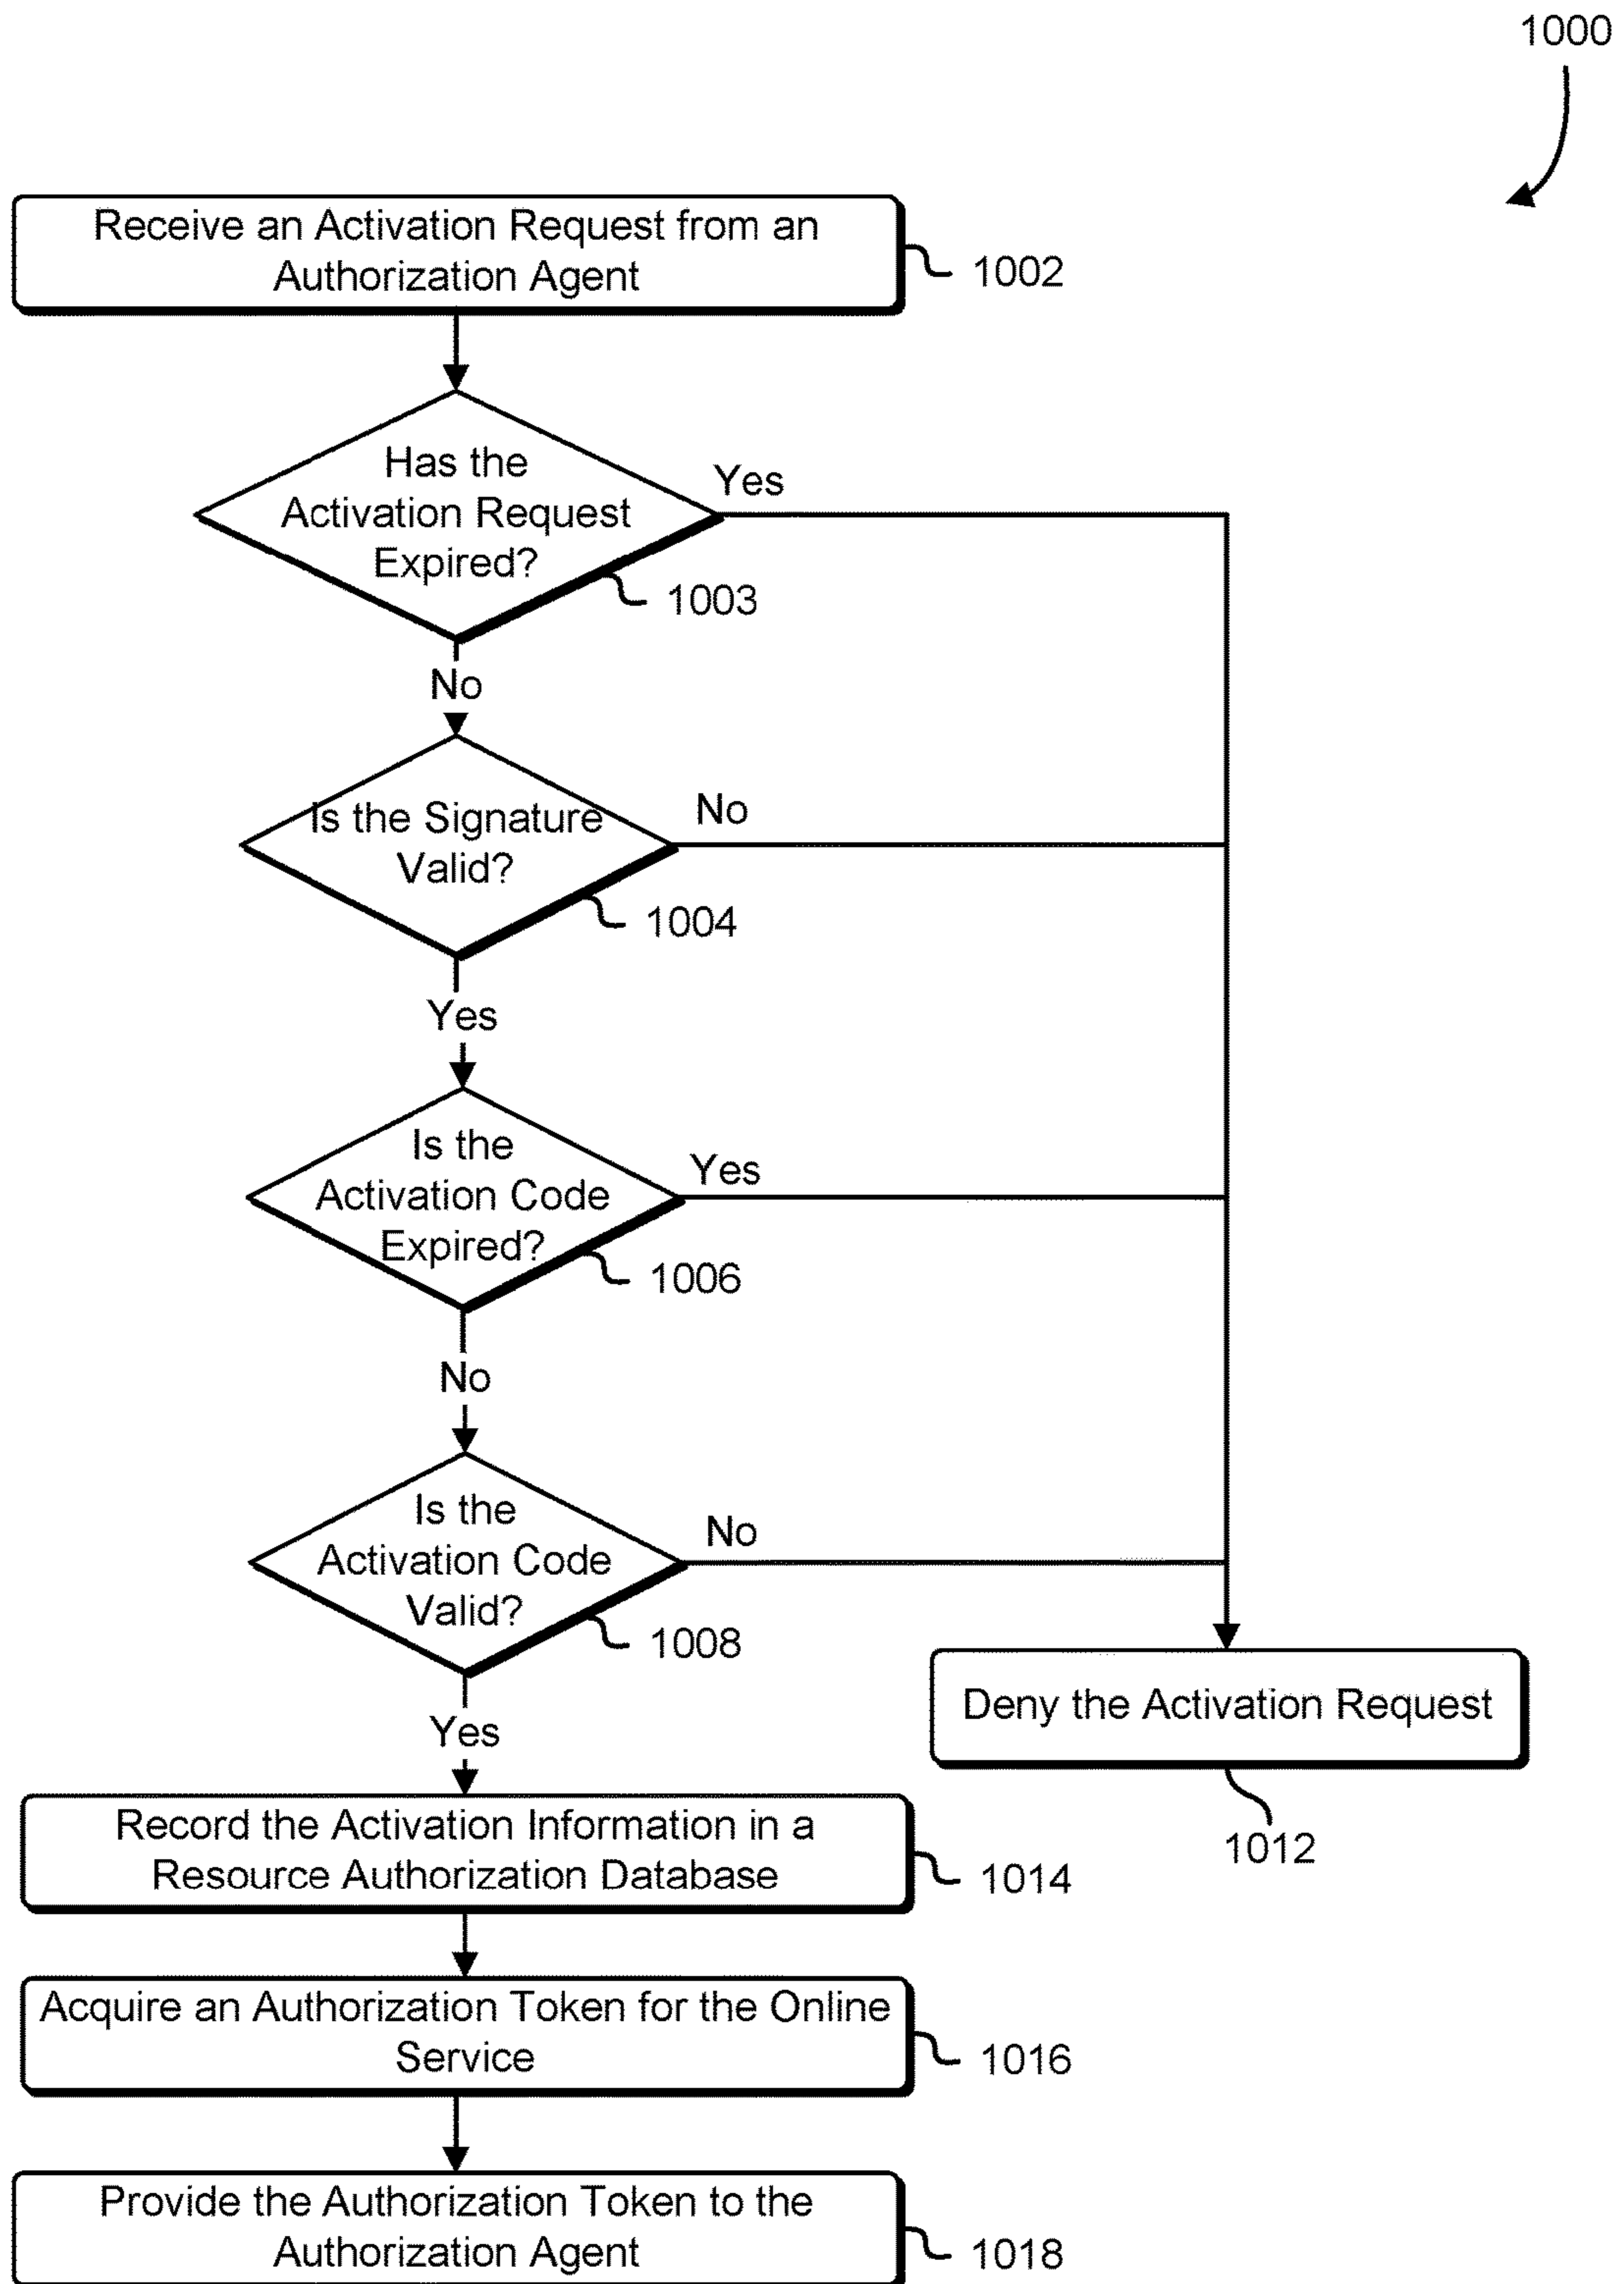 1000
Receive an Activation Request from an
Authorization Agent
1002
Has the
Activation Request
Expired?
Yes
1003
No
Is the Signature
Valid?
No
1004
Yes
Is the
Activation Code
Expired?
Yes
1006
No
Is the
Activation Code
Valid?
No
1008
Yes
Deny the Activation Request
1012
Record the Activation Information in a
Resource Authorization Database
1014
Acquire an Authorization Token for the Online
Service
1016
Provide the Authorization Token to the
Authorization Agent
1018